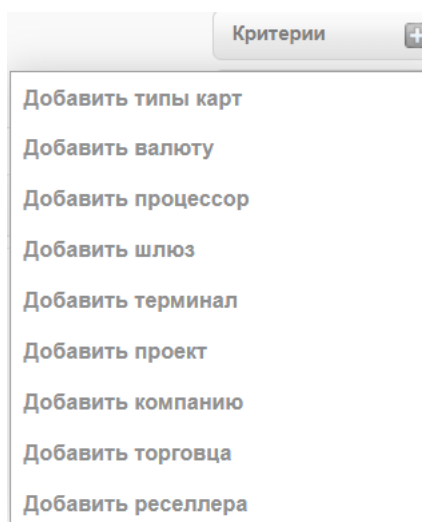 Критерии
Добавить типы карт
Добавить валюту
Добавить процессор
Добавить шлюз
Добавить терминал
Добавить проект
Добавить компанию
Добавить торговца
Добавить реселлера